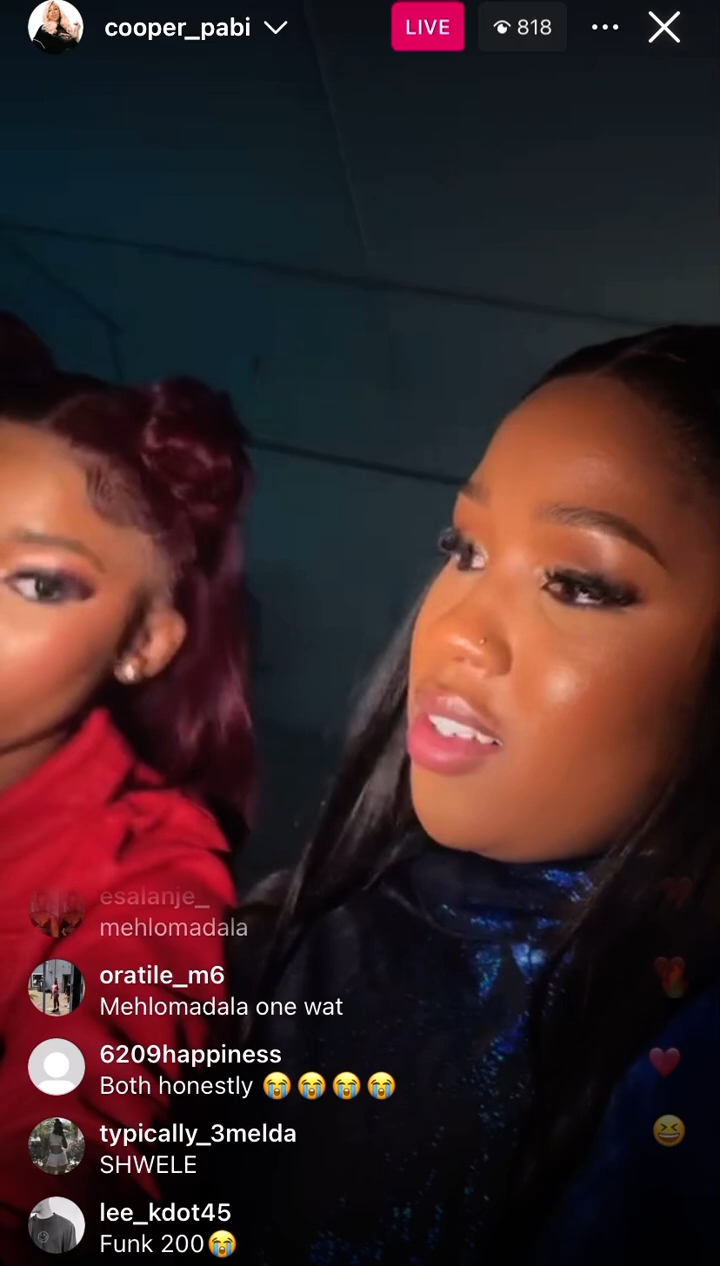 cooper_pabi
LIVE
818
esalanje_
mehlomadala
oratile_m6
Mehlomadala one wat
6209happiness
Both honestly 😭😭😭😭
typically_3melda
SHWELE
lee_kdot45
Funk 200😭